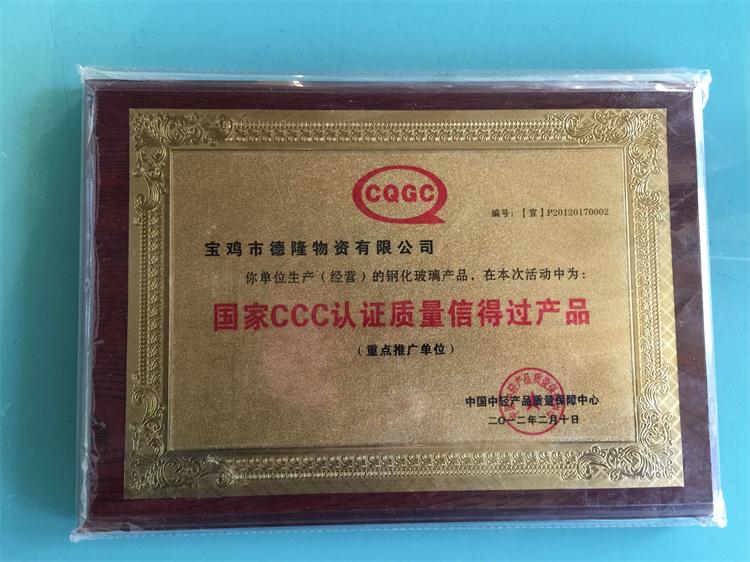 CQGC
编号：【宣】P20120170002
宝鸡市德隆物资有限公司
你单位生产（经营）的钢化玻璃产品，在本次活动中为：
国家CCC认证质量信得过产品
（重点推广单位）
中国中轻产品质量保障中心
二〇一二年二月十日